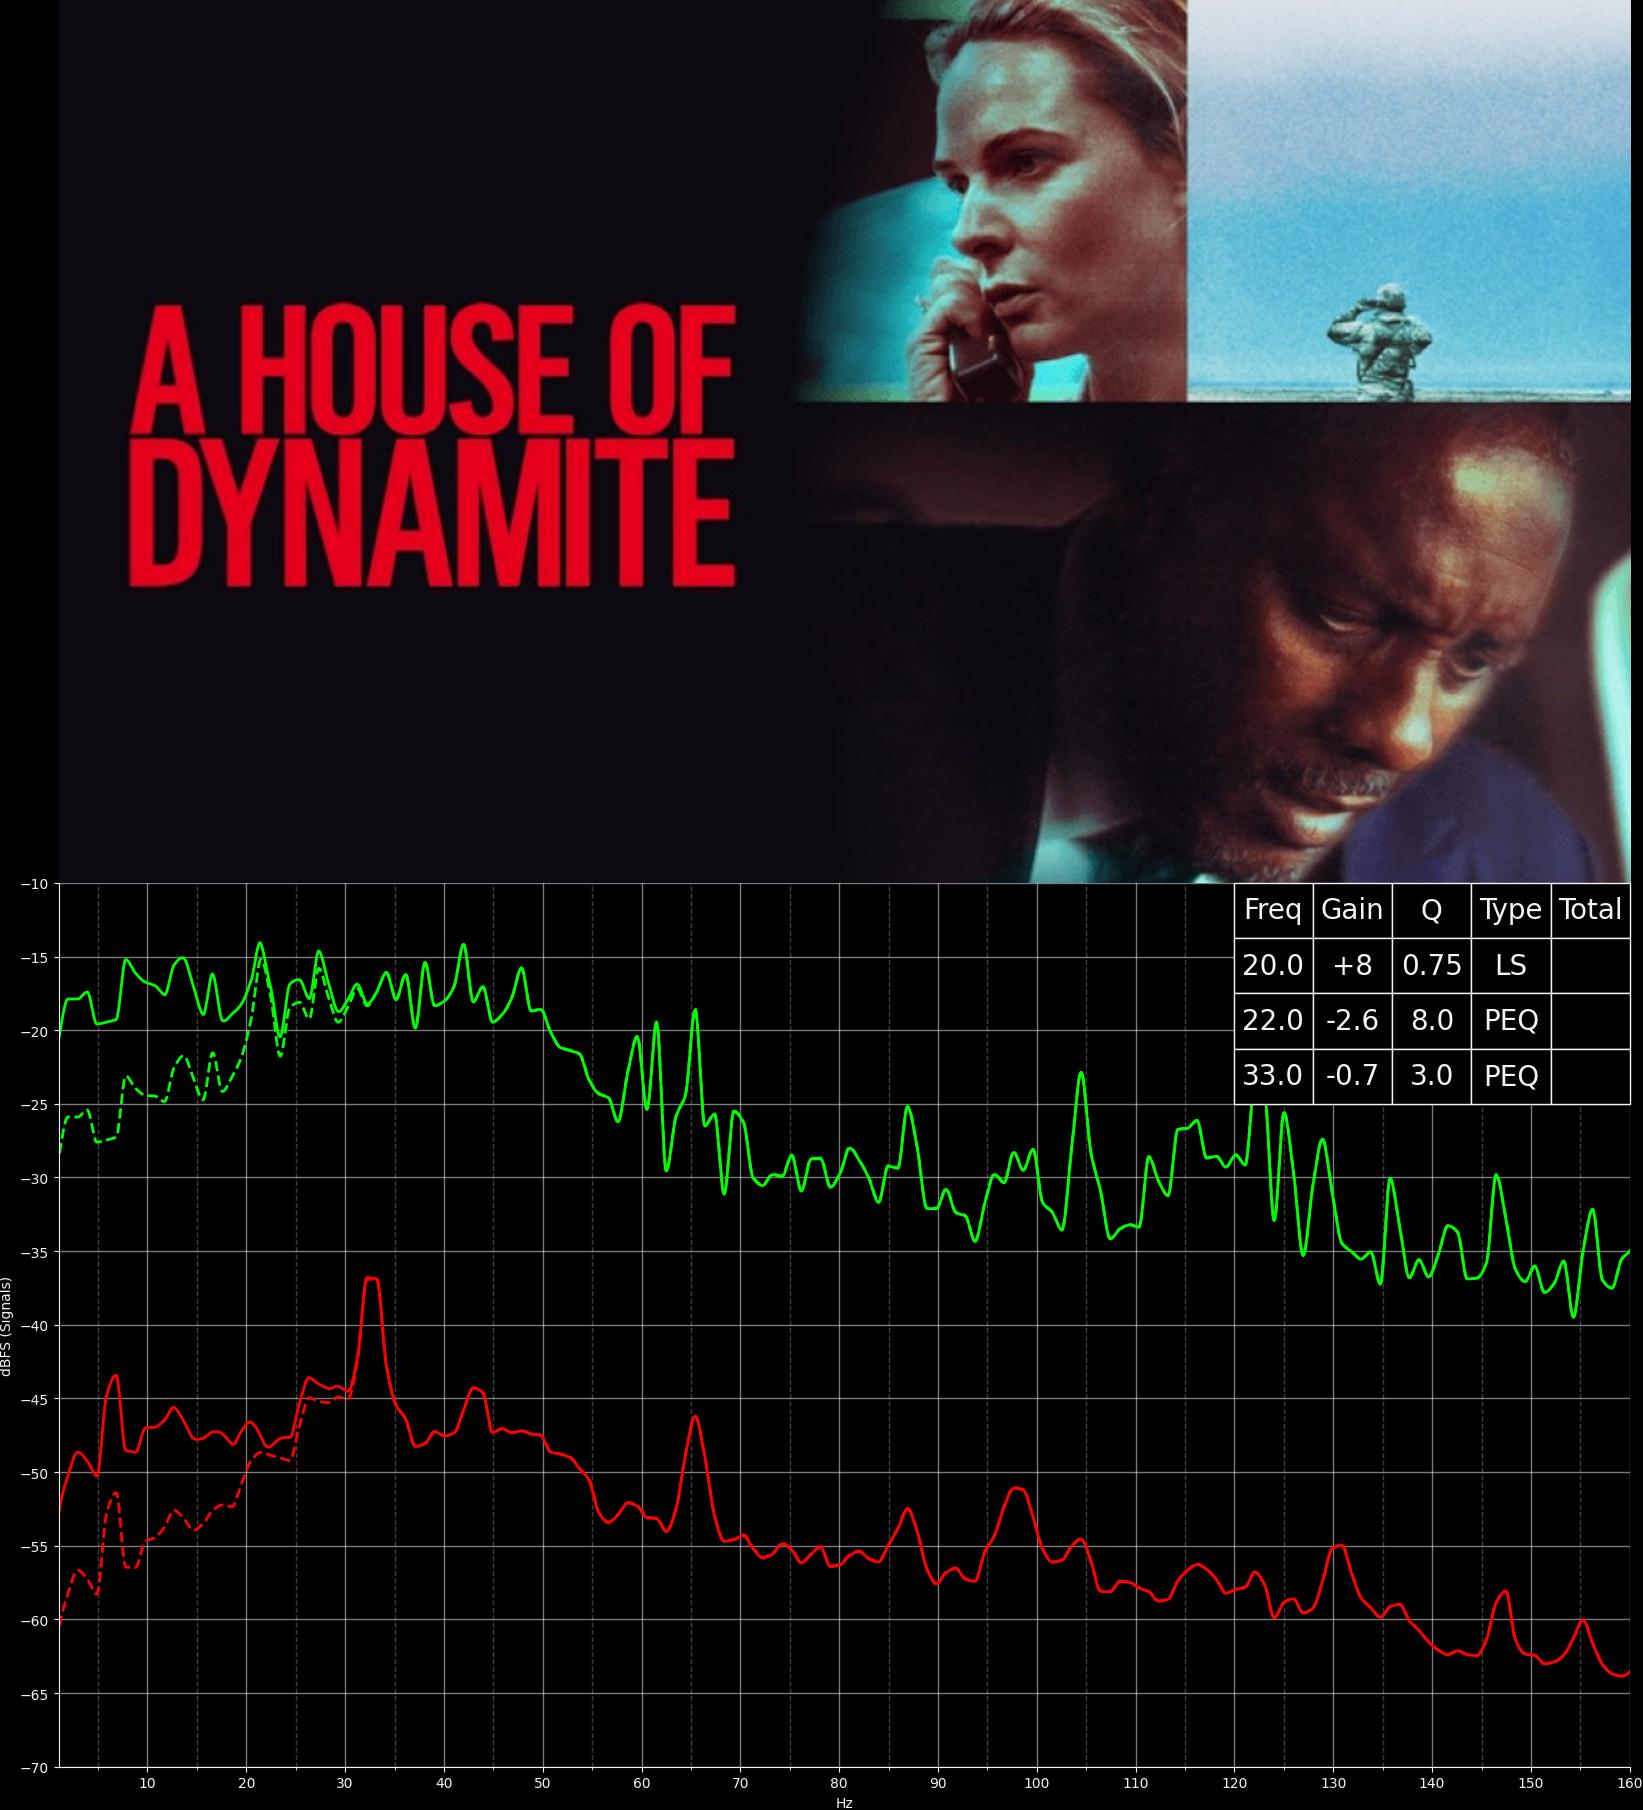 A HOUSE OF
DYNAMITE
Freq Gain Q Type Total
20.0 +8 0.75 LS
22.0 -2.6 8.0 PEQ
33.0 -0.7 3.0 PEQ
−10
−15
−20
−25
−30
−35
−40
−45
−50
−55
−60
−65
−70
dBFS (Signals)
10 20 30 40 50 60 70 80 90 100 110 120 130 140 150 160
Hz